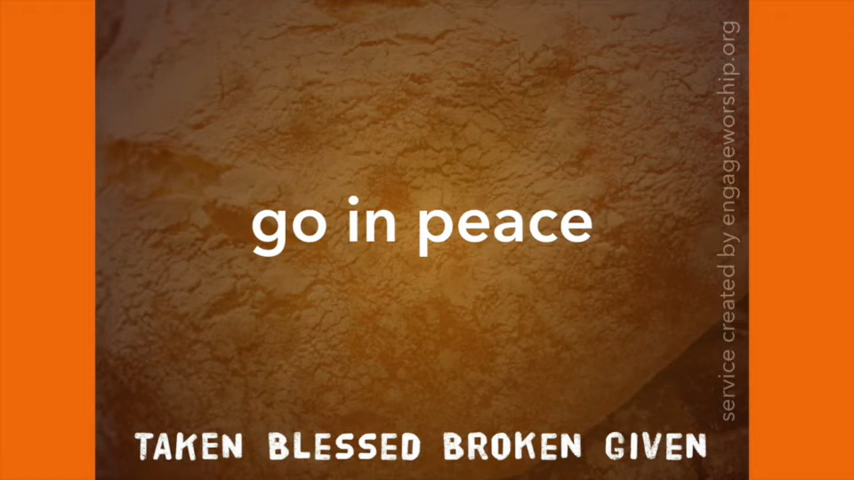 go in peace
TAKEN BLESSED BROKEN GIVEN
service created by engageworship.org